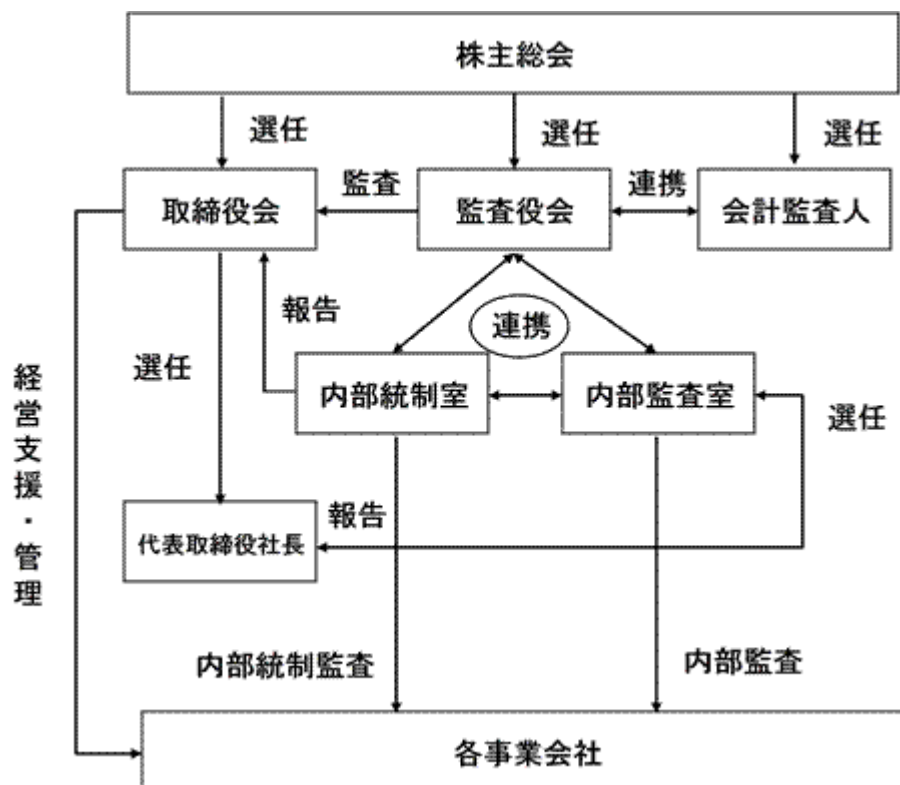 株主総会
選任
選任
選任
取締役会
監査
監査役会
連携
会計監査人
報告
連携
選任
内部統制室
内部監査室
選任
経営支援・管理
代表取締役社長
報告
内部統制監査
内部監査
各事業会社